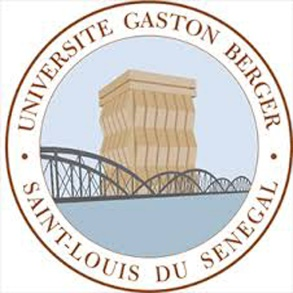 UNIVERSITE GASTON BERGER
SAINT-LOUIS DU SENEGAL